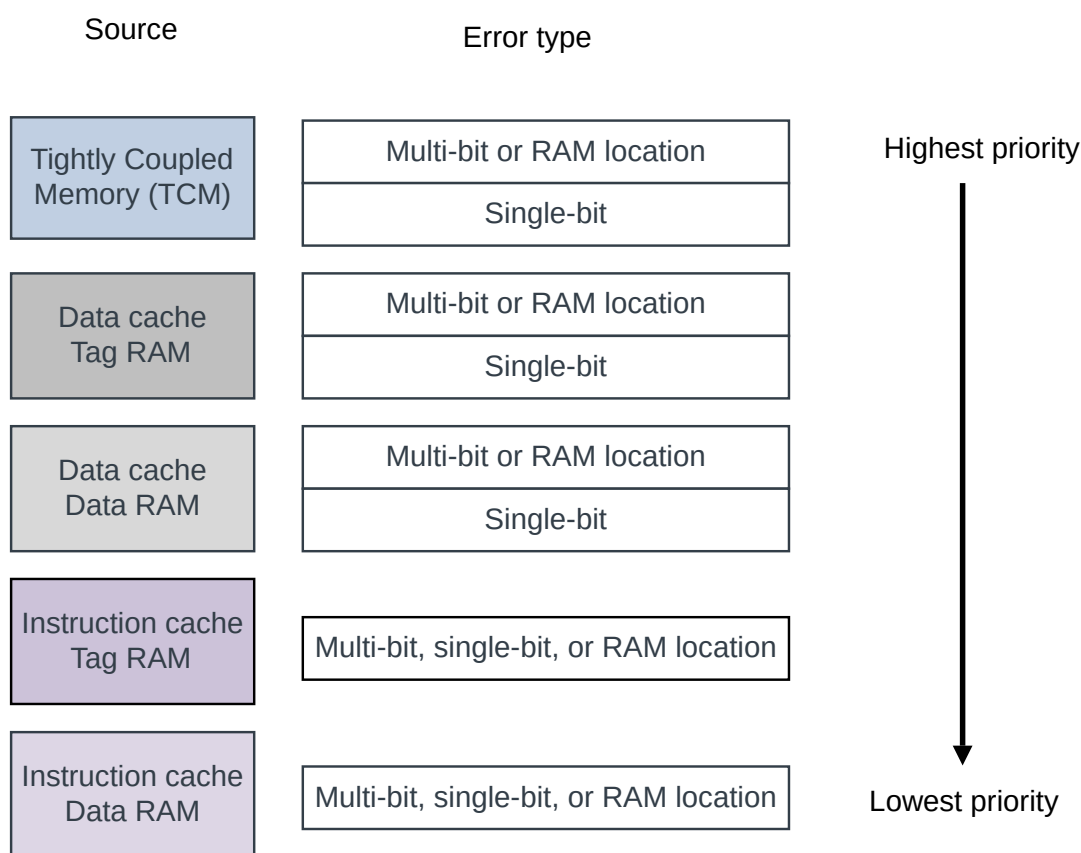 Source
Error type
Tightly Coupled
Memory (TCM)
Multi-bit or RAM location
Single-bit
Highest priority
Data cache
Tag RAM
Multi-bit or RAM location
Single-bit
Data cache
Data RAM
Multi-bit or RAM location
Single-bit
Instruction cache
Tag RAM
Multi-bit, single-bit, or RAM location
Instruction cache
Data RAM
Multi-bit, single-bit, or RAM location
Lowest priority